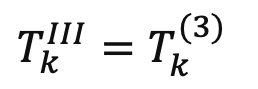 $T_k^{III} = T_k^{(3)}$